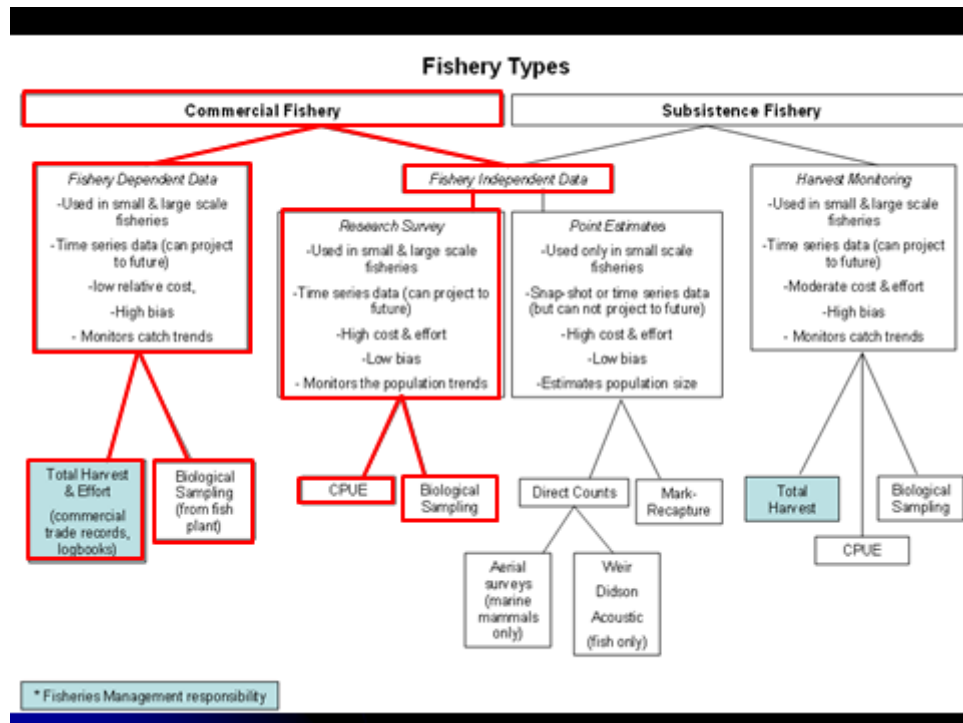 Fishery Types
Commercial Fishery
Subsistence Fishery
Fishery Dependent Data
-Used in small & large scale
fisheries
-Time series data (can project
to future)
-low relative cost,
-High bias
- Monitors catch trends
Fishery Independent Data
Research Survey
-Used in small & large scale
fisheries
-Time series data (can project to
future)
-High cost & effort
-Low bias
- Monitors the population trends
Point Estimates
-Used only in small scale
fisheries
-Snap-shot or time series data
(but can not project to future)
-High cost & effort
-Low bias
-Estimates population size
Harvest Monitoring
-Used in small & large scale
fisheries
-Time series data (can project
to future)
-Moderate cost & effort
-High bias
- Monitors catch trends
Total Harvest
& Effort
(commercial
trade records,
logbooks)
Biological
Sampling
(from fish
plant)
CPUE
Biological
Sampling
Direct Counts
Mark-
Recapture
Aerial
surveys
(marine
mammals
only)
Weir
Didson
Acoustic
(fish only)
Total
Harvest
CPUE
Biological
Sampling
* Fisheries Management responsibility